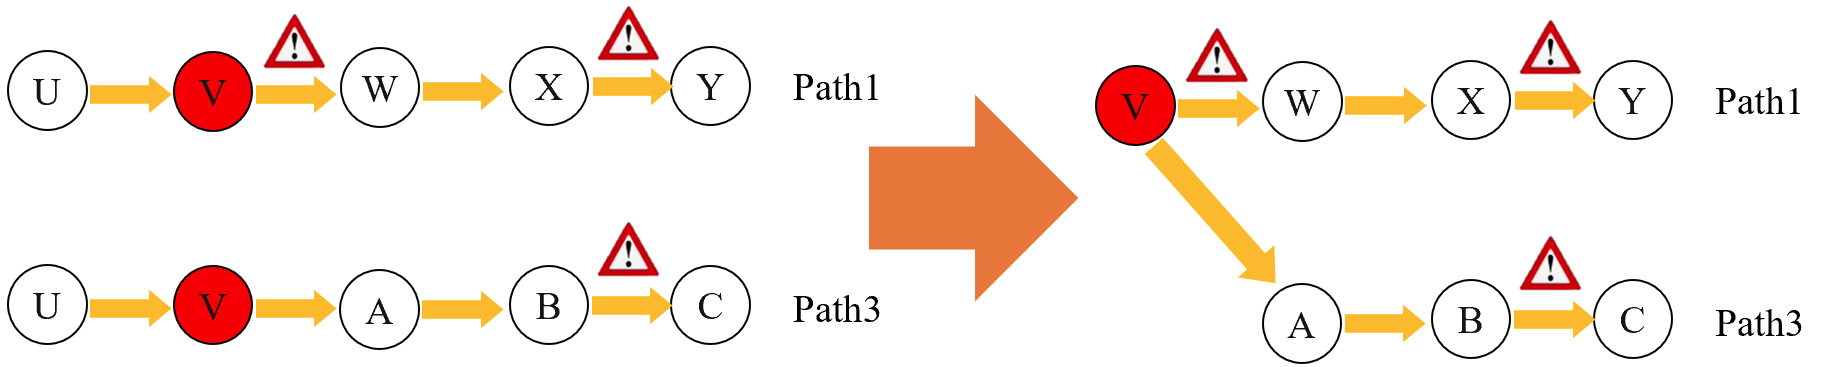 U V ! W X ! Y Path1
U V A B ! C Path3
V ! W X ! Y Path1
A B ! C Path3